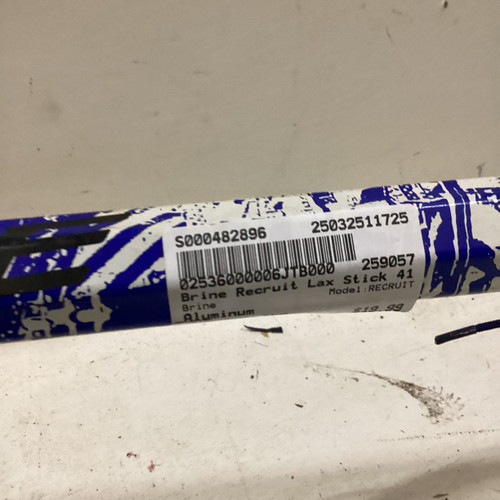 S000482896 25032511725
02536000006JTB000 259057
Brine Recruit Lax Stick 41
Brine Model:RECRUIT
Aluminum $19.99